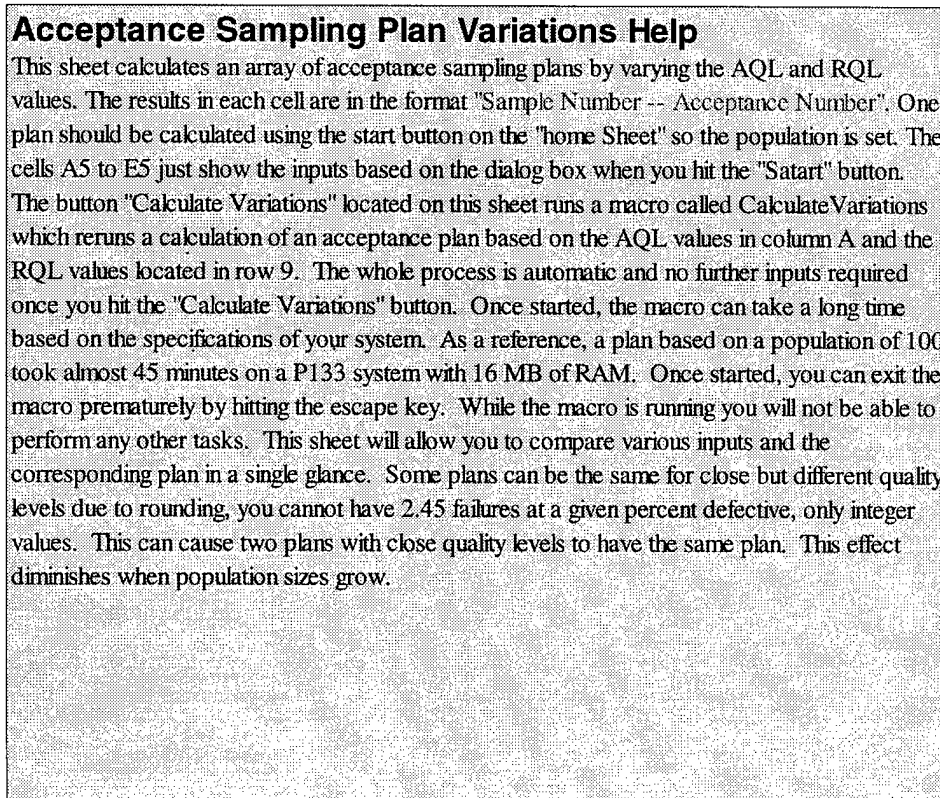 Acceptance Sampling Plan Variations Help
This sheet calculates an array of acceptance sampling plans by varying the AQL and RQL
values. The results in each cell are in the format "Sample Number -- Acceptance Number". One
plan should be calculated using the start button on the "home Sheet" so the population is set. The
cells A5 to E5 just show the inputs based on the dialog box when you hit the "Satart" button.
The button "Calculate Variations" located on this sheet runs a macro called CalculateVariations
which reruns a calculation of an acceptance plan based on the AQL values in column A and the
RQL values located in row 9. The whole process is automatic and no further inputs required
once you hit the "Calculate Variations" button. Once started, the macro can take a long time
based on the specifications of your system. As a reference, a plan based on a population of 100
took almost 45 minutes on a P133 system with 16 MB of RAM. Once started, you can exit the
macro prematurely by hitting the escape key. While the macro is running you will not be able to
perform any other tasks. This sheet will allow you to compare various inputs and the
corresponding plan in a single glance. Some plans can be the same for close but different quality
levels due to rounding, you cannot have 2.45 failures at a given percent defective, only integer
values. This can cause two plans with close quality levels to have the same plan. This effect
diminishes when population sizes grow.